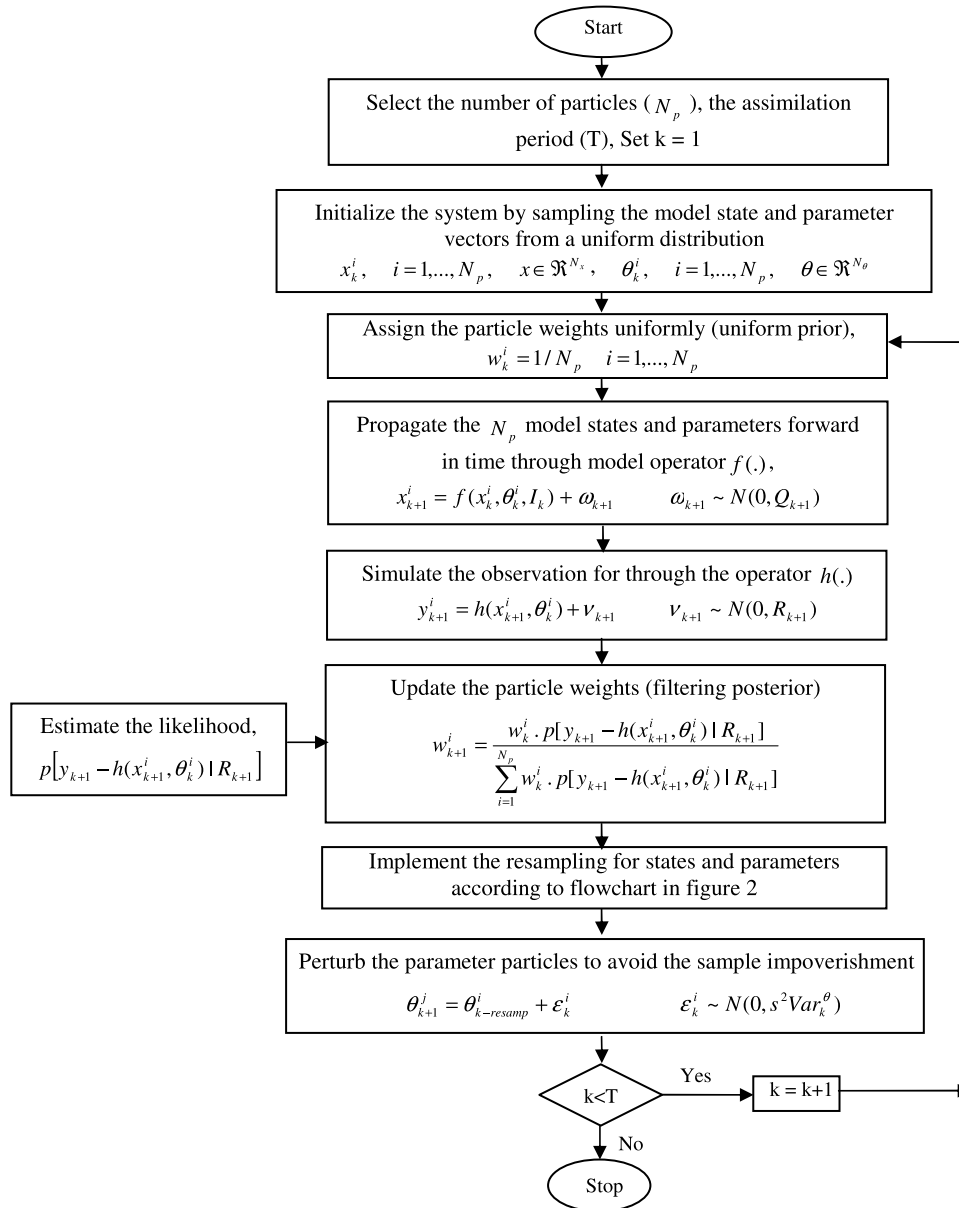 Start
Select the number of particles ( N_p ), the assimilation
period (T), Set k = 1
Initialize the system by sampling the model state and parameter
vectors from a uniform distribution
x_k^i, i = 1,..., N_p, x ∈ ℜ^{N_x}, θ_k^i, i = 1,..., N_p, θ ∈ ℜ^{N_θ}
Assign the particle weights uniformly (uniform prior),
w_k^i = 1/ N_p i = 1,..., N_p
Propagate the N_p model states and parameters forward
in time through model operator f(.),
x_{k+1}^i = f(x_k^i, θ_k^i, I_k) + ω_{k+1} ω_{k+1} ~ N(0, Q_{k+1})
Simulate the observation for through the operator h(.)
y_{k+1}^i = h(x_{k+1}^i, θ_k^i) + ν_{k+1} ν_{k+1} ~ N(0, R_{k+1})
Update the particle weights (filtering posterior)
w_{k+1}^i = \frac{w_k^i . p[y_{k+1} − h(x_{k+1}^i, θ_k^i) | R_{k+1}]}{\sum_{i=1}^{N_p} w_k^i . p[y_{k+1} − h(x_{k+1}^i, θ_k^i) | R_{k+1}]}
Estimate the likelihood,
p[y_{k+1} − h(x_{k+1}^i, θ_k^i) | R_{k+1}]
Implement the resampling for states and parameters
according to flowchart in figure 2
Perturb the parameter particles to avoid the sample impoverishment
θ_{k+1}^j = θ_{k−resamp}^i + ε_k^i ε_k^i ~ N(0, s^2 Var_k^θ)
k<T
Yes
k = k+1
No
Stop